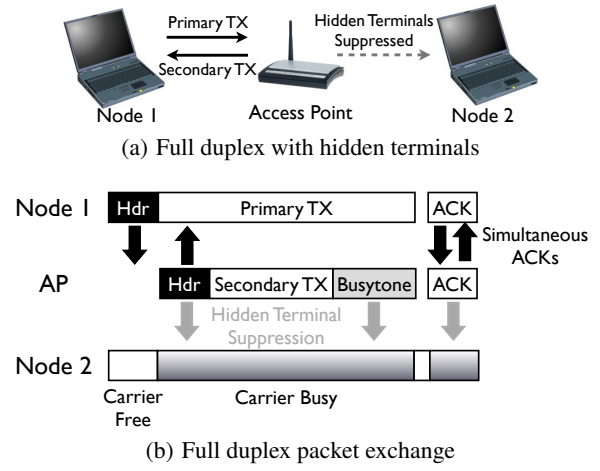 Primary TX
Secondary TX
Hidden Terminals
Suppressed
Node 1
Access Point
Node 2
(a) Full duplex with hidden terminals
Node 1
Hdr
Primary TX
ACK
Simultaneous
ACKs
AP
Hdr
Secondary TX
Busytone
ACK
Hidden Terminal
Suppression
Node 2
Carrier
Free
Carrier Busy
(b) Full duplex packet exchange